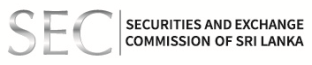 SEC
SECURITIES AND EXCHANGE
COMMISSION OF SRI LANKA